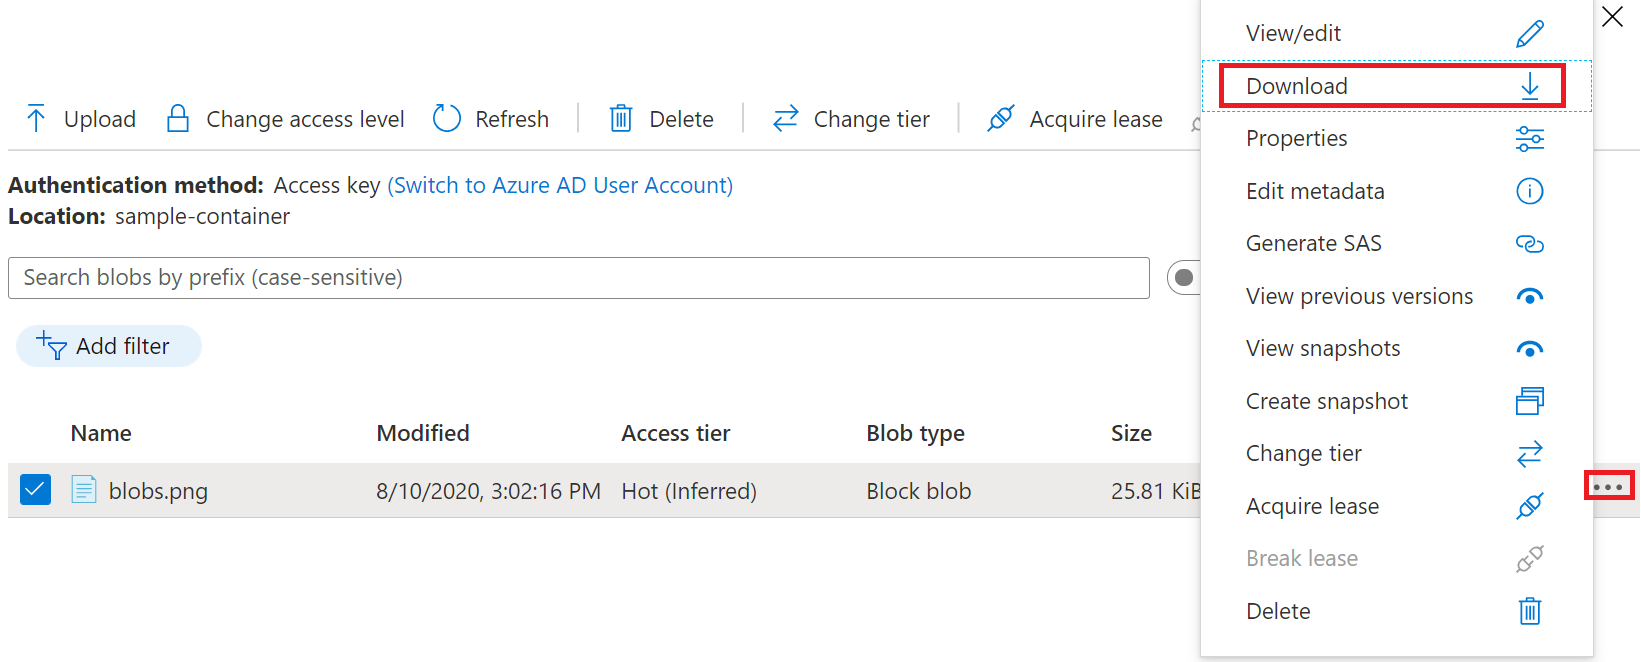 Upload Change access level Refresh Delete Change tier Acquire lease
Authentication method: Access key (Switch to Azure AD User Account)
Location: sample-container
Search blobs by prefix (case-sensitive)
Add filter
Name Modified Access tier Blob type Size
blobs.png 8/10/2020, 3:02:16 PM Hot (Inferred) Block blob 25.81 KiB
View/edit
Download
Properties
Edit metadata
Generate SAS
View previous versions
View snapshots
Create snapshot
Change tier
Acquire lease
Break lease
Delete